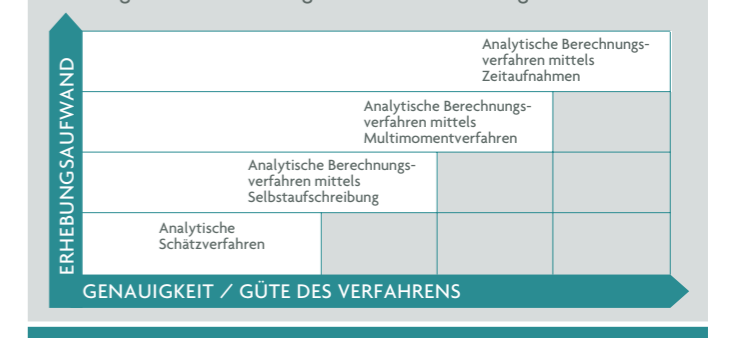 ERHEBUNGSAUFWAND
Analytische Berechnungs-
verfahren mittels
Zeitaufnahmen
Analytische Berechnungs-
verfahren mittels
Multimomentverfahren
Analytische Berechnungs-
verfahren mittels
Selbstaufschreibung
Analytische
Schätzverfahren
GENAUIGKEIT / GÜTE DES VERFAHRENS